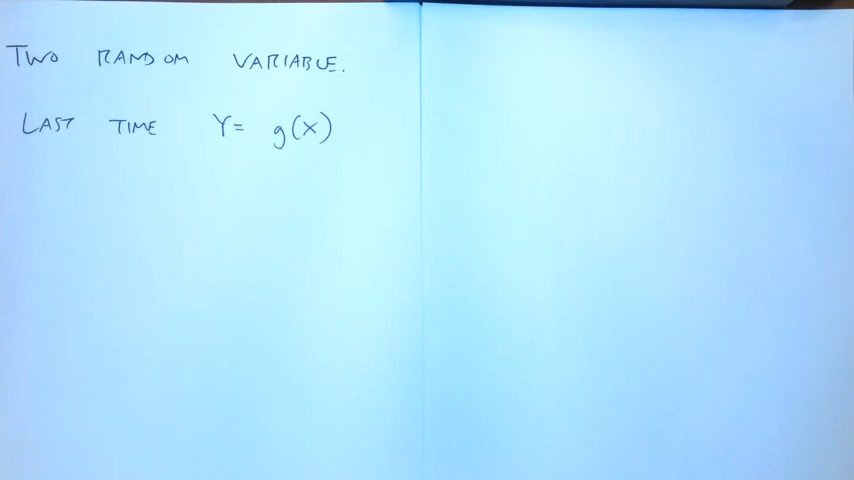 TWO RANDOM VARIABLE.
LAST TIME Y= g(x)